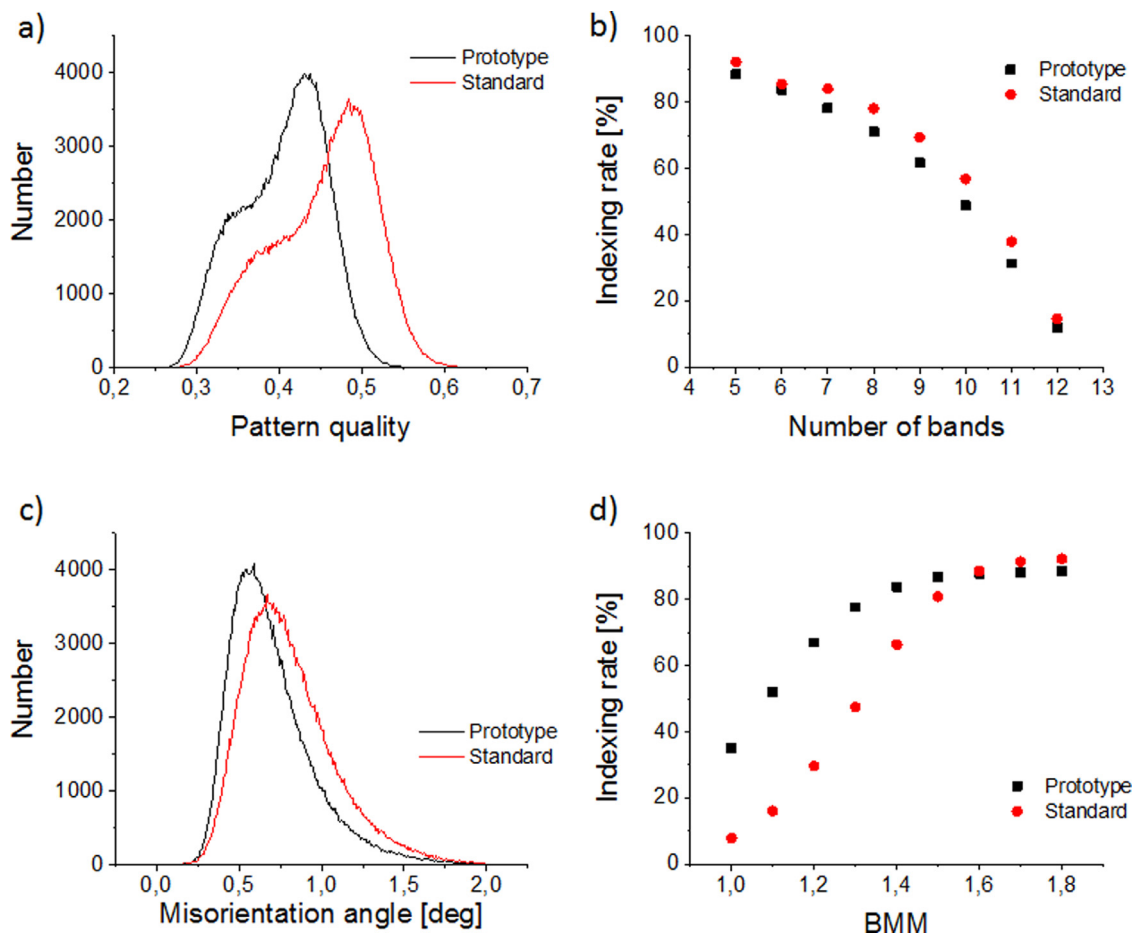 a)
Prototype
Standard
4000
3000
2000
1000
0
Number
0,2 0,3 0,4 0,5 0,6 0,7
Pattern quality
b)
Prototype
Standard
100
80
60
40
20
0
Indexing rate [%]
4 5 6 7 8 9 10 11 12 13
Number of bands
c)
4000
3000
2000
1000
0
Number
Prototype
Standard
0,0 0,5 1,0 1,5 2,0
Misorientation angle [deg]
d)
100
80
60
40
20
0
Indexing rate [%]
Prototype
Standard
1,0 1,2 1,4 1,6 1,8
BMM